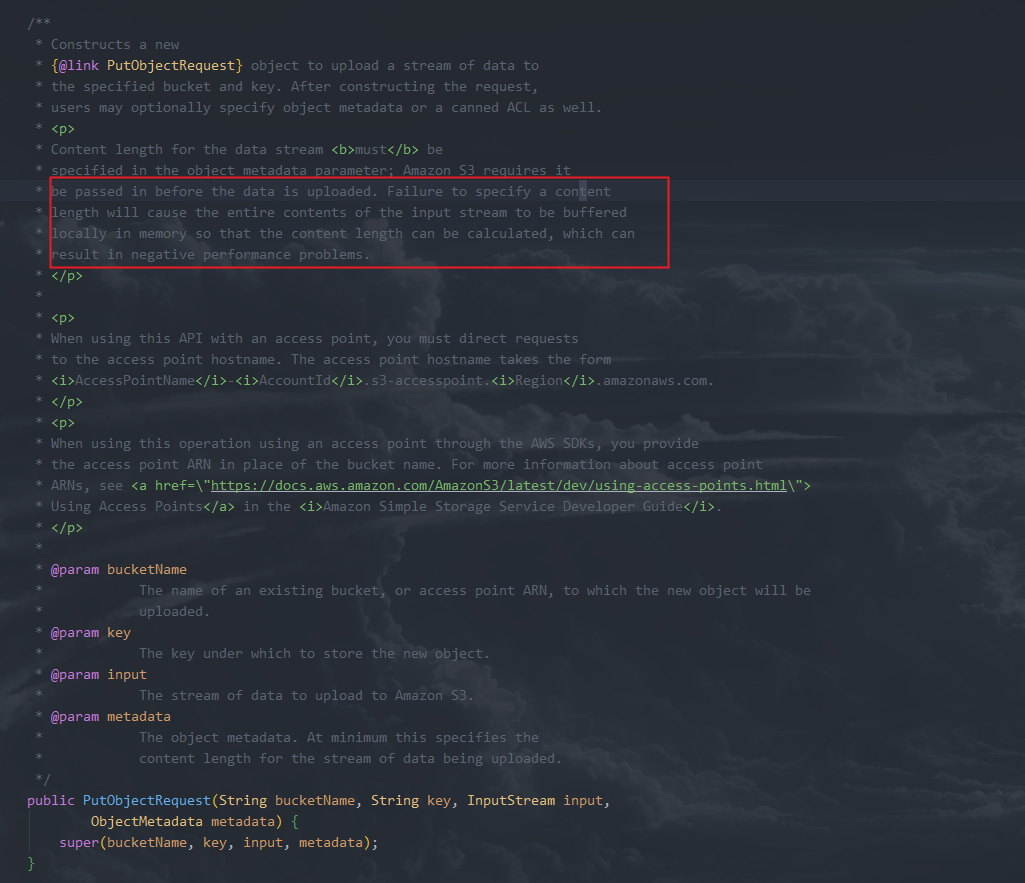 /**
 * Constructs a new
 * {@link PutObjectRequest} object to upload a stream of data to
 * the specified bucket and key. After constructing the request,
 * users may optionally specify object metadata or a canned ACL as well.
 * <p>
 * Content length for the data stream <b>must</b> be
 * specified in the object metadata parameter; Amazon S3 requires it
 * be passed in before the data is uploaded. Failure to specify a content
 * length will cause the entire contents of the input stream to be buffered
 * locally in memory so that the content length can be calculated, which can
 * result in negative performance problems.
 * </p>
 *
 * <p>
 * When using this API with an access point, you must direct requests
 * to the access point hostname. The access point hostname takes the form
 * <i>AccessPointName</i>-<i>AccountId</i>.s3-accesspoint.<i>Region</i>.amazonaws.com.
 * </p>
 * <p>
 * When using this operation using an access point through the AWS SDKs, you provide
 * the access point ARN in place of the bucket name. For more information about access point
 * ARNs, see <a href=\"https://docs.aws.amazon.com/AmazonS3/latest/dev/using-access-points.html\">
 * Using Access Points</a> in the <i>Amazon Simple Storage Service Developer Guide</i>.
 * </p>
 *
 * @param bucketName
 *            The name of an existing bucket, or access point ARN, to which the new object will be
 *            uploaded.
 * @param key
 *            The key under which to store the new object.
 * @param input
 *            The stream of data to upload to Amazon S3.
 * @param metadata
 *            The object metadata. At minimum this specifies the
 *            content length for the stream of data being uploaded.
 */
public PutObjectRequest(String bucketName, String key, InputStream input,
        ObjectMetadata metadata) {
    super(bucketName, key, input, metadata);
}